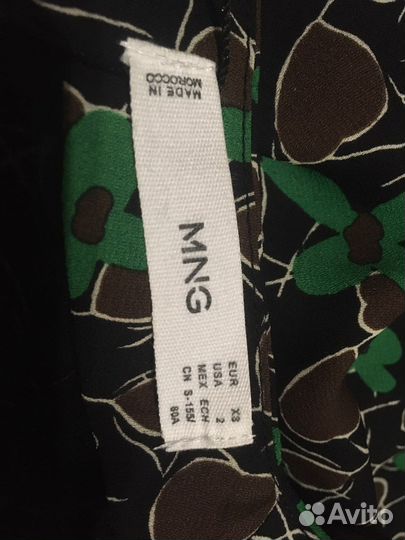 MADE IN
MOROCCO
MNG
EUR XS
USA 2
MEX ECH
CN S-155/
80A
Avito